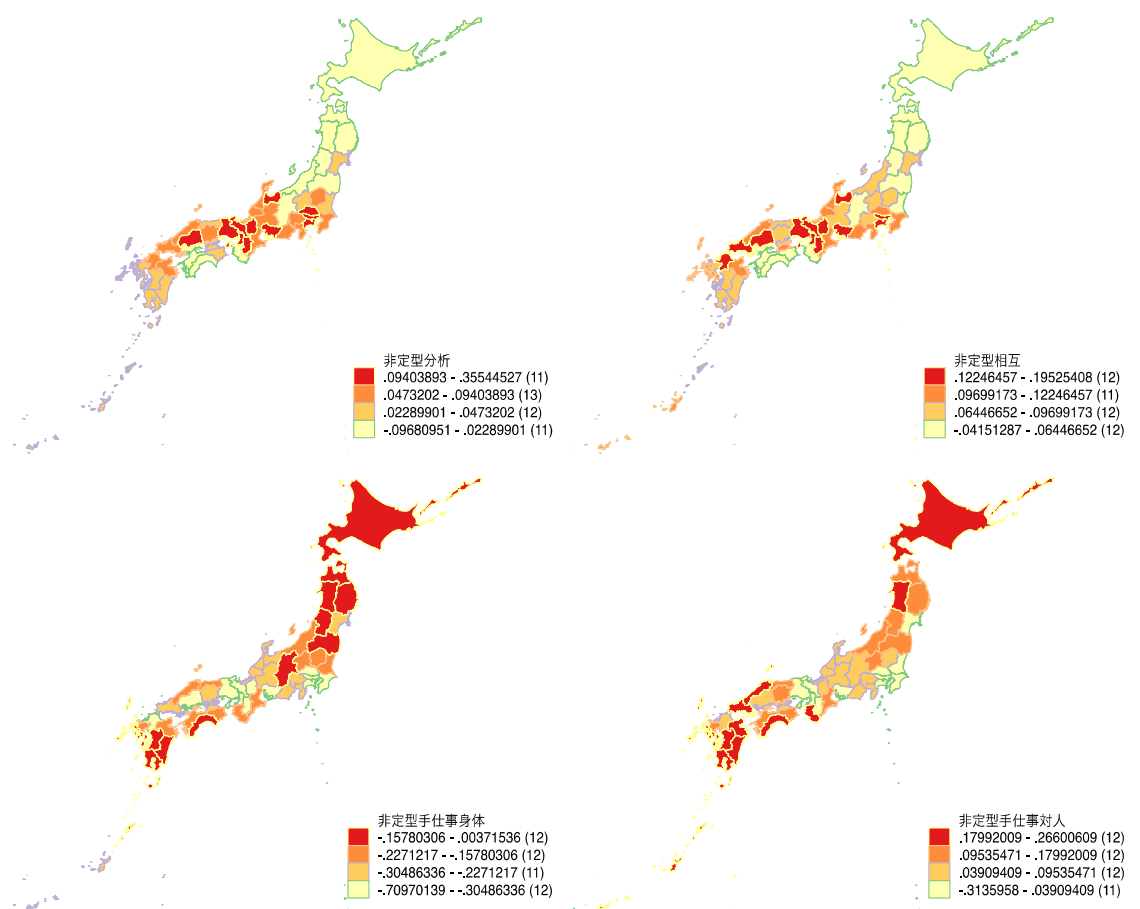 非定型分析
.09403893 - .35544527 (11)
.0473202 - .09403893 (13)
.02289901 - .0473202 (12)
-.09680951 - .02289901 (11)
非定型相互
.12246457 - .19525408 (12)
.09699173 - .12246457 (11)
.06446652 - .09699173 (12)
-.04151287 - .06446652 (12)
非定型手仕事身体
-.15780306 - .00371536 (12)
-.2271217 - -.15780306 (12)
-.30486336 - -.2271217 (11)
-.70970139 - -.30486336 (12)
非定型手仕事対人
.17992009 - .26600609 (12)
.09535471 - .17992009 (12)
.03909409 - .09535471 (12)
-.3135958 - .03909409 (11)